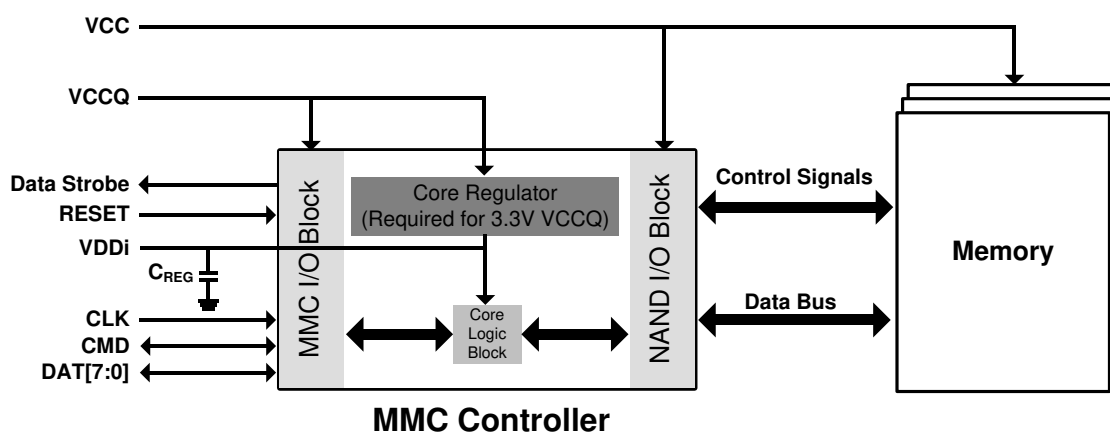 VCC
VCCQ
Data Strobe
RESET
VDDi
CREG
CLK
CMD
DAT[7:0]
MMC I/O Block
Core Regulator
(Required for 3.3V VCCQ)
Core
Logic
Block
NAND I/O Block
Control Signals
Data Bus
Memory
MMC Controller